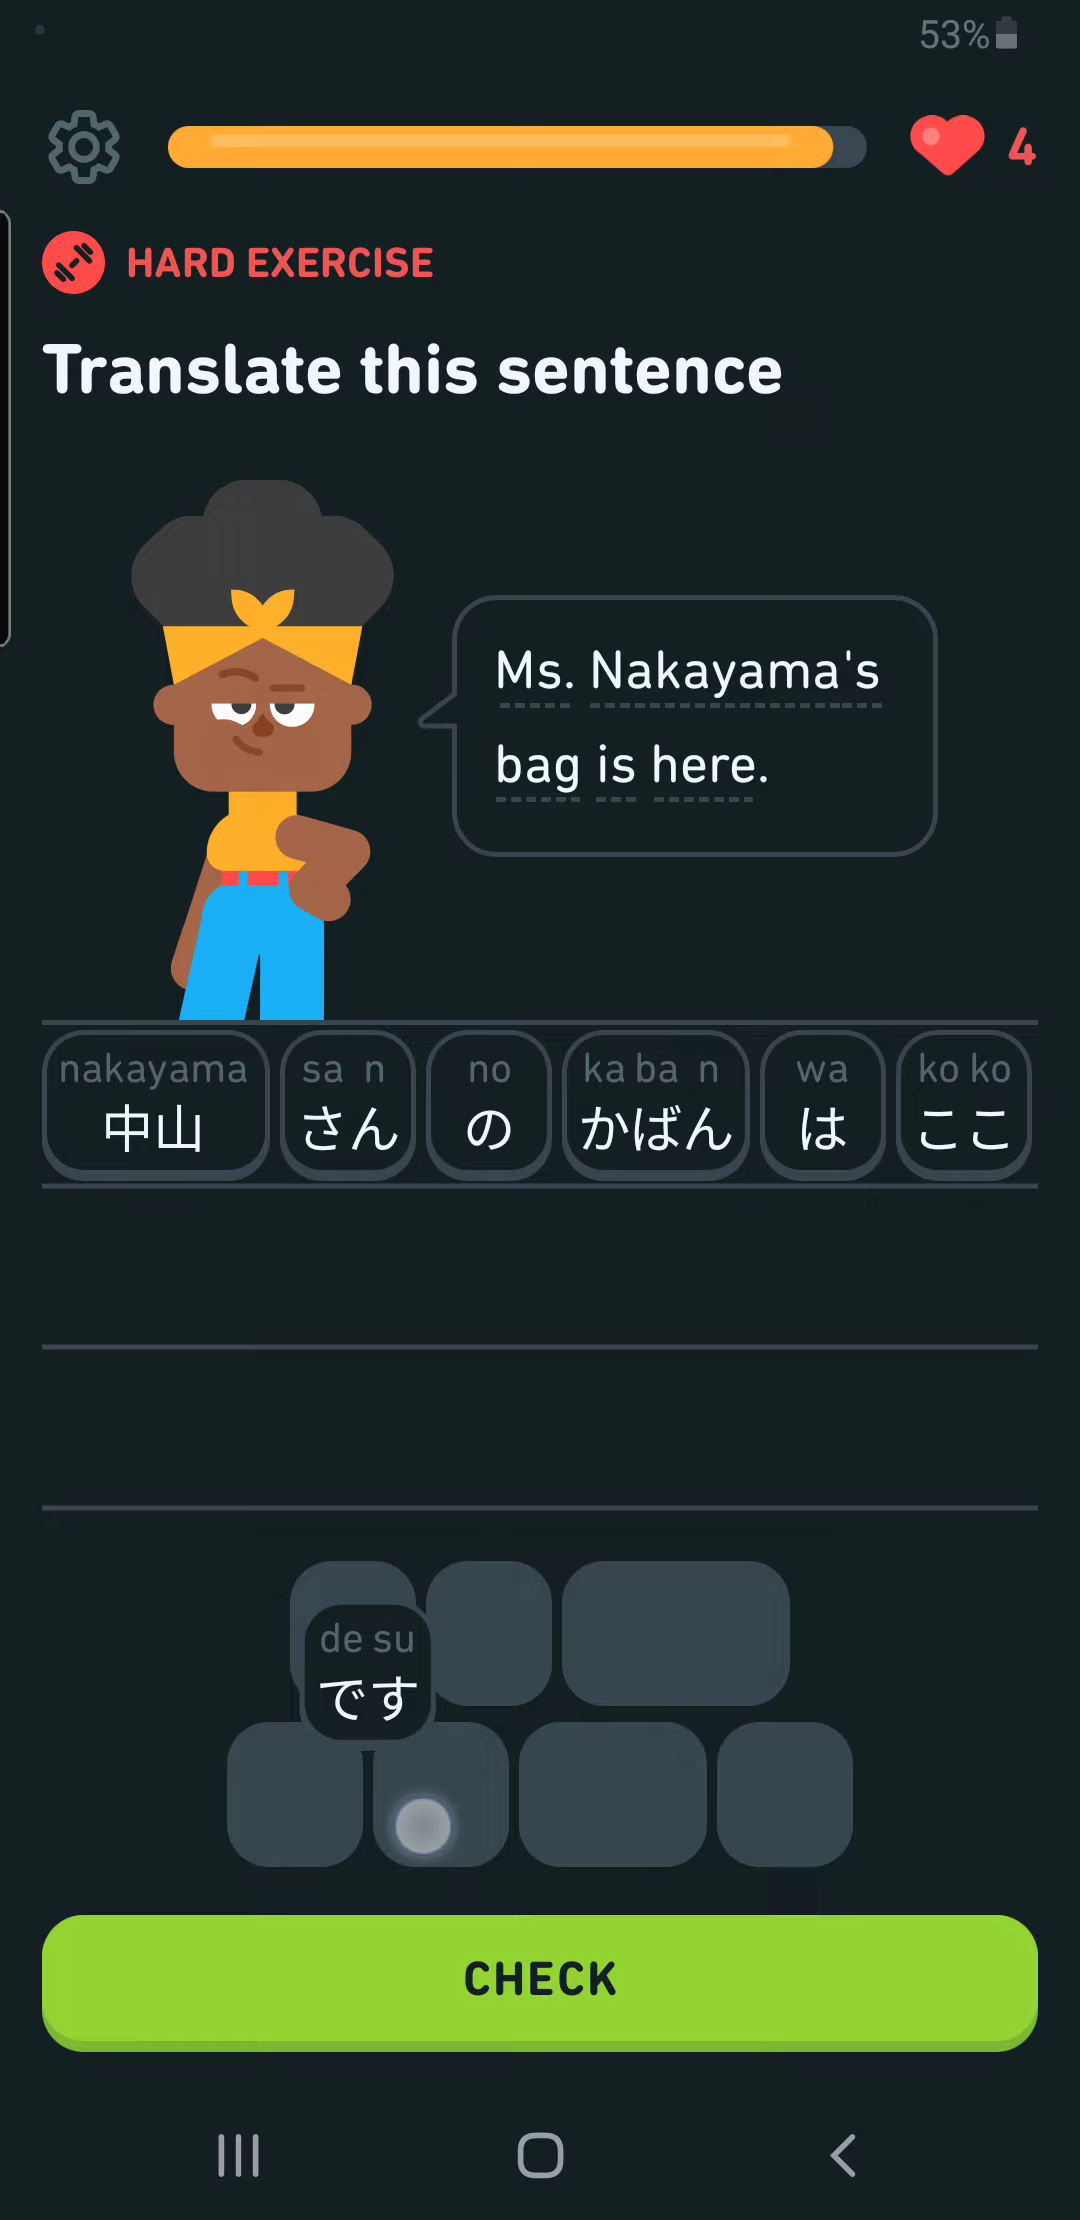 53%
4
HARD EXERCISE
Translate this sentence
Ms. Nakayama's
bag is here.
nakayama sa n no ka ba n wa ko ko
中山 さん の かばん は ここ
de su
です
CHECK